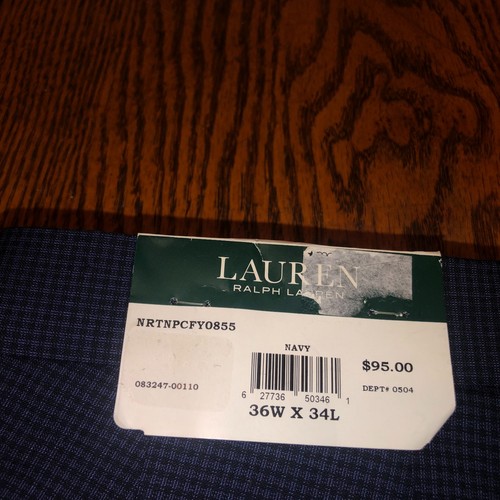 LAUREN
RALPH LAUREN
NRTNPCFY0855
NAVY
$95.00
083247-00110
DEPT# 0504
6 27736 50346 1
36W X 34L